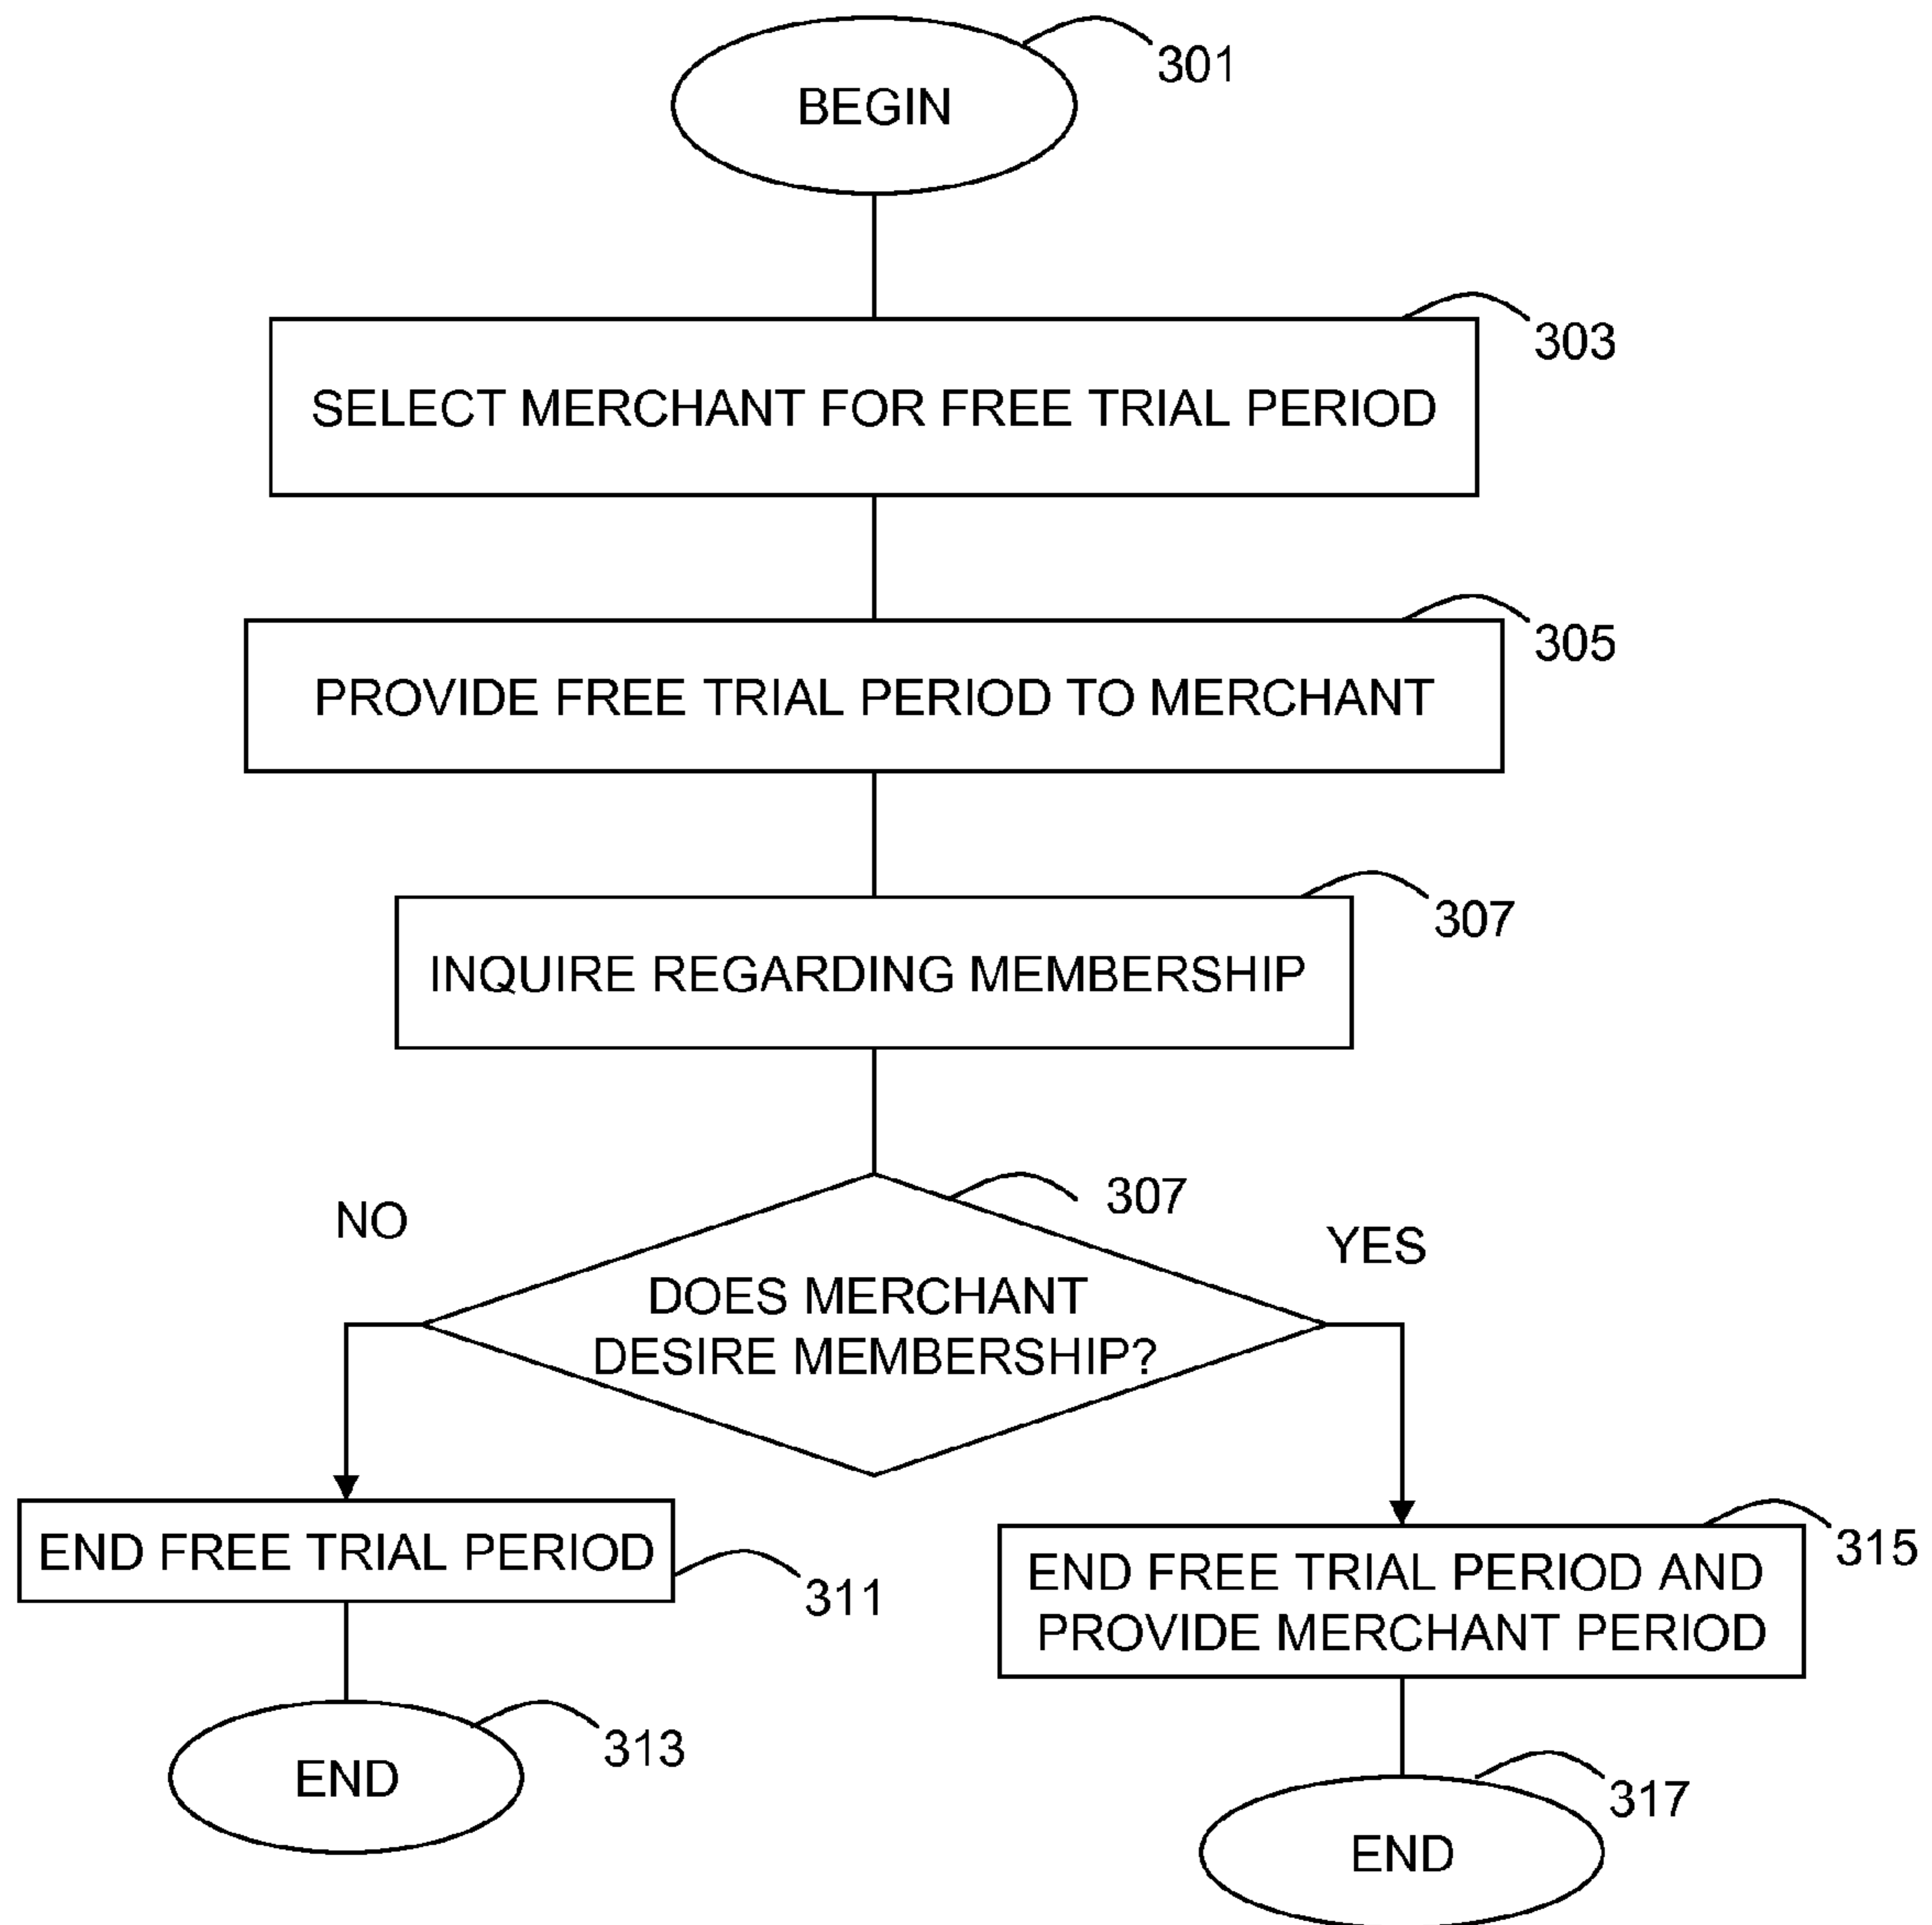 301
BEGIN
303
SELECT MERCHANT FOR FREE TRIAL PERIOD
305
PROVIDE FREE TRIAL PERIOD TO MERCHANT
307
INQUIRE REGARDING MEMBERSHIP
307
NO
YES
DOES MERCHANT
DESIRE MEMBERSHIP?
END FREE TRIAL PERIOD
311
315
END FREE TRIAL PERIOD AND
PROVIDE MERCHANT PERIOD
313
END
317
END